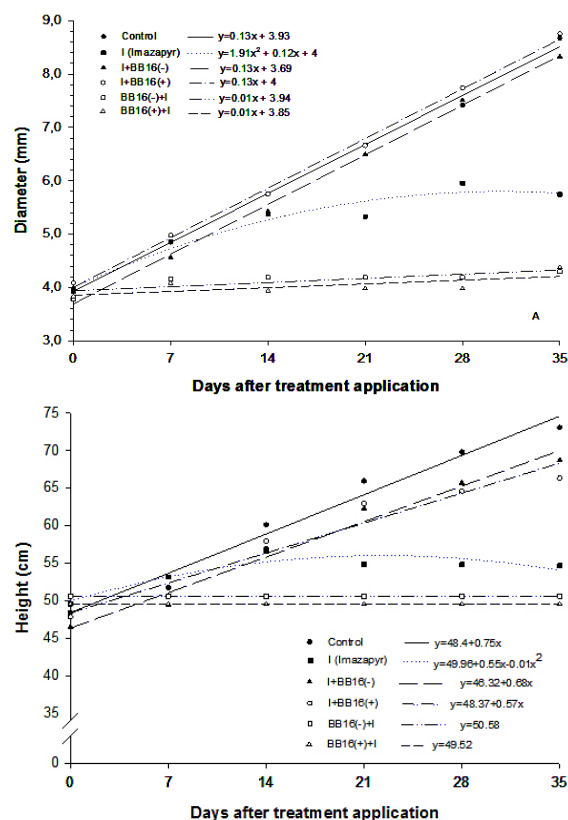 9,0
8,0
7,0
6,0
5,0
4,0
3,0
Diameter (mm)
Control y=0.13x + 3.93
I (Imazapyr) y=1.91x² + 0.12x + 4
I+BB16(-) y=0.13x + 3.69
I+BB16(+) y=0.13x + 4
BB16(-)+I y=0.01x + 3.94
BB16(+)+I y=0.01x + 3.85
A
0 7 14 21 28 35
Days after treatment application
75
70
65
60
55
50
45
35
0
Height (cm)
Control y=48.4+0.75x
I (Imazapyr) y=49.96+0.55x-0.01x²
I+BB16(-) y=46.32+0.68x
I+BB16(+) y=48.37+0.57x
BB16(-)+I y=50.58
BB16(+)+I y=49.52
0 7 14 21 28 35
Days after treatment application